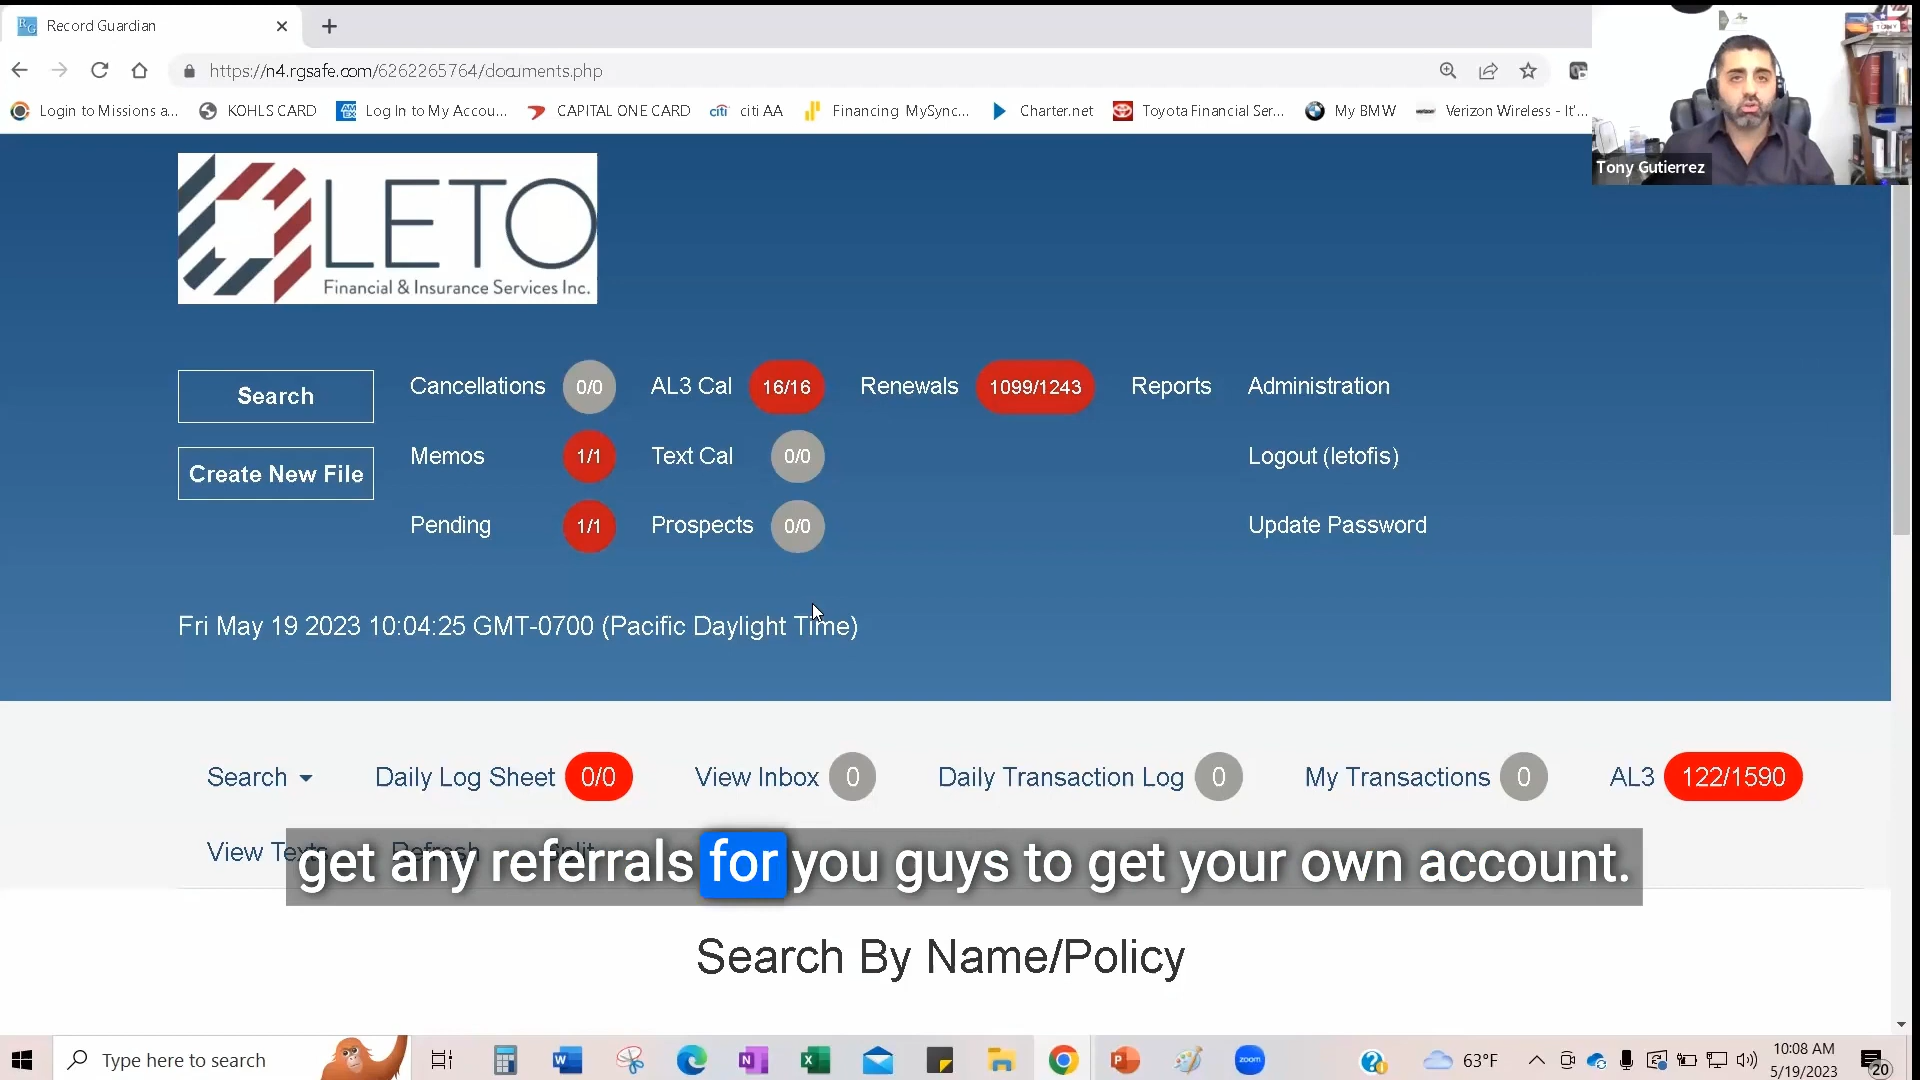 Record Guardian
https://n4.rgsafe.com/6262265764/documents.php
Login to Missions a...
KOHLS CARD
Log In to My Accou...
CAPITAL ONE CARD
citi
citi AA
Financing MySync...
Charter.net
Toyota Financial Ser...
My BMW
Verizon Wireless - It'...
Tony Gutierrez
LETO
Financial & Insurance Services Inc.
Search
Cancellations 0/0
AL3 Cal 16/16
Renewals 1099/1243
Reports
Administration
Create New File
Memos 1/1
Text Cal 0/0
Logout (letofis)
Pending 1/1
Prospects 0/0
Update Password
Fri May 19 2023 10:04:25 GMT-0700 (Pacific Daylight Time)
Search
Daily Log Sheet 0/0
View Inbox 0
Daily Transaction Log 0
My Transactions 0
AL3 122/1590
View Texts
Refresh
Split
get any referrals for you guys to get your own account.
Search By Name/Policy
Type here to search
zoom
63°F
10:08 AM
5/19/2023
20